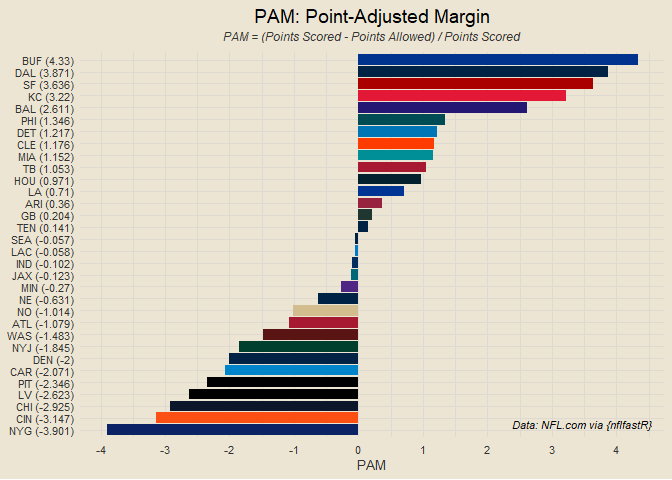 PAM: Point-Adjusted Margin
PAM = (Points Scored - Points Allowed) / Points Scored
BUF (4.33)
DAL (3.871)
SF (3.636)
KC (3.22)
BAL (2.611)
PHI (1.346)
DET (1.217)
CLE (1.176)
MIA (1.152)
TB (1.053)
HOU (0.971)
LA (0.71)
ARI (0.36)
GB (0.204)
TEN (0.141)
SEA (-0.057)
LAC (-0.058)
IND (-0.102)
JAX (-0.123)
MIN (-0.27)
NE (-0.631)
NO (-1.014)
ATL (-1.079)
WAS (-1.483)
NYJ (-1.845)
DEN (-2)
CAR (-2.071)
PIT (-2.346)
LV (-2.623)
CHI (-2.925)
CIN (-3.147)
NYG (-3.901)
Data: NFL.com via {nflfastR}
-4 -3 -2 -1 0 1 2 3 4
PAM